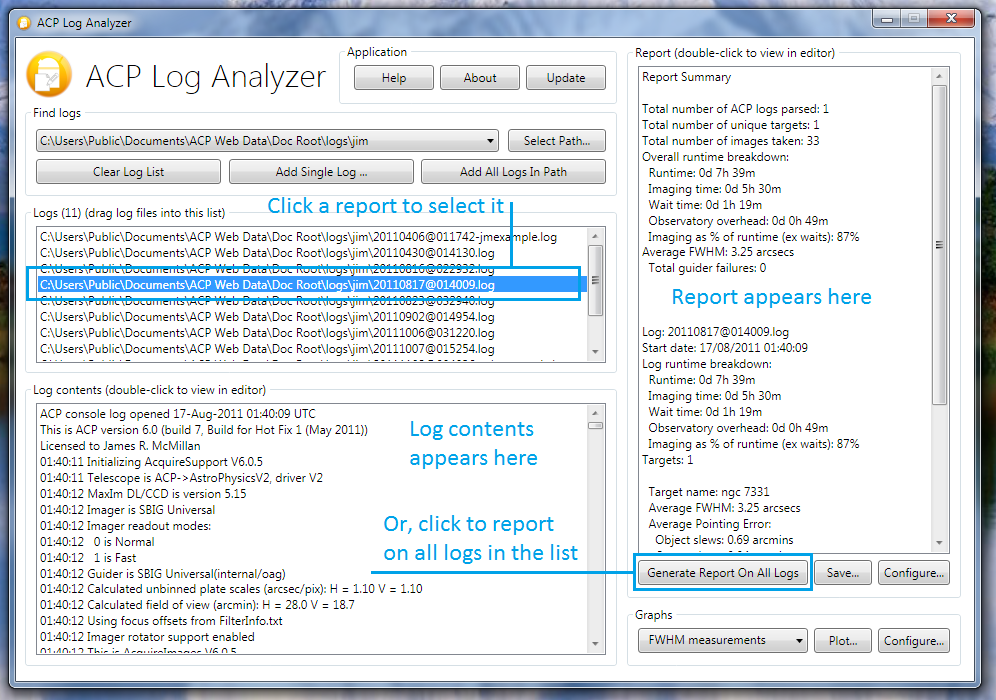 ACP Log Analyzer
ACP Log Analyzer
Application
Help
About
Update
Find logs
C:\Users\Public\Documents\ACP Web Data\Doc Root\logs\jim
Select Path...
Clear Log List
Add Single Log ...
Add All Logs In Path
Logs (11) (drag log files into this list)
Click a report to select it
C:\Users\Public\Documents\ACP Web Data\Doc Root\logs\jim\20110406@011742-jmexample.log
C:\Users\Public\Documents\ACP Web Data\Doc Root\logs\jim\20110430@014130.log
C:\Users\Public\Documents\ACP Web Data\Doc Root\logs\jim\20110816@022932.log
C:\Users\Public\Documents\ACP Web Data\Doc Root\logs\jim\20110817@014009.log
C:\Users\Public\Documents\ACP Web Data\Doc Root\logs\jim\20110823@032940.log
C:\Users\Public\Documents\ACP Web Data\Doc Root\logs\jim\20110902@014954.log
C:\Users\Public\Documents\ACP Web Data\Doc Root\logs\jim\20111006@031220.log
C:\Users\Public\Documents\ACP Web Data\Doc Root\logs\jim\20111007@015254.log
Log contents (double-click to view in editor)
ACP console log opened 17-Aug-2011 01:40:09 UTC
This is ACP version 6.0 (build 7, Build for Hot Fix 1 (May 2011))
Licensed to James R. McMillan
01:40:11 Initializing AcquireSupport V6.0.5
01:40:11 Telescope is ACP->AstroPhysicsV2, driver V2
01:40:12 MaxIm DL/CCD is version 5.15
01:40:12 Imager is SBIG Universal
01:40:12 Imager readout modes:
01:40:12   0 is Normal
01:40:12   1 is Fast
01:40:12 Guider is SBIG Universal(internal/oag)
01:40:12 Calculated unbinned plate scales (arcsec/pix): H = 1.10 V = 1.10
01:40:12 Calculated field of view (arcmin): H = 28.0 V = 18.7
01:40:12 Using focus offsets from FilterInfo.txt
01:40:12 Imager rotator support enabled
01:40:12 This is AcquireImages V6.0.5
Log contents
appears here
Or, click to report
on all logs in the list
Report (double-click to view in editor)
Report Summary
Total number of ACP logs parsed: 1
Total number of unique targets: 1
Total number of images taken: 33
Overall runtime breakdown:
Runtime: 0d 7h 39m
Imaging time: 0d 5h 30m
Wait time: 0d 1h 19m
Observatory overhead: 0d 0h 49m
Imaging as % of runtime (ex waits): 87%
Average FWHM: 3.25 arcsecs
Total guider failures: 0
Report appears here
Log: 20110817@014009.log
Start date: 17/08/2011 01:40:09
Log runtime breakdown:
Runtime: 0d 7h 39m
Imaging time: 0d 5h 30m
Wait time: 0d 1h 19m
Observatory overhead: 0d 0h 49m
Imaging as % of runtime (ex waits): 87%
Targets: 1
Target name: ngc 7331
Average FWHM: 3.25 arcsecs
Average Pointing Error:
Object slews: 0.69 arcmins
Generate Report On All Logs
Save...
Configure...
Graphs
FWHM measurements
Plot...
Configure...